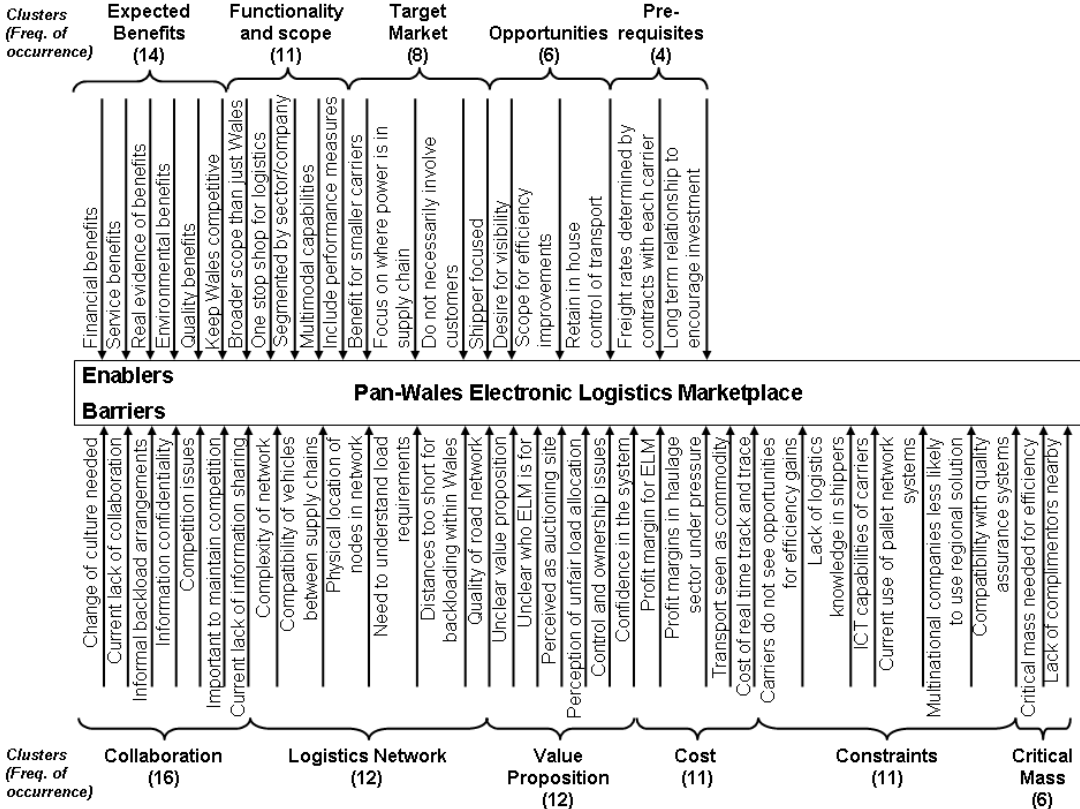 Clusters
(Freq. of
occurrence)
Expected
Benefits
(14)
Functionality
and scope
(11)
Target
Market
(8)
Opportunities
(6)
Pre-
requisites
(4)
Financial benefits
Service benefits
Real evidence of benefits
Environmental benefits
Quality benefits
Keep Wales competitive
Broader scope than just Wales
One stop shop for logistics
Segmented by sector/company
Multimodal capabilities
Include performance measures
Benefit for smaller carriers
Focus on where power is in
supply chain
Do not necessarily involve
customers
Shipper focused
Desire for visibility
Scope for efficiency
improvements
Retain in house
control of transport
Freight rates determined by
contracts with each carrier
Long term relationship to
encourage investment
Enablers
Pan-Wales Electronic Logistics Marketplace
Barriers
Change of culture needed
Current lack of collaboration
Informal backload arrangements
Information confidentiality
Competition issues
Important to maintain competition
Current lack of information sharing
Complexity of network
Compatibility of vehicles
between supply chains
Physical location of
nodes in network
Need to understand load
requirements
Distances too short for
backloading within Wales
Quality of road network
Unclear value proposition
Unclear who ELM is for
Perceived as auctioning site
Perception of unfair load allocation
Control and ownership issues
Confidence in the system
Profit margin for ELM
Profit margins in haulage
sector under pressure
Transport seen as commodity
Cost of real time track and trace
Carriers do not see opportunities
for efficiency gains
Lack of logistics
knowledge in shippers
ICT capabilities of carriers
Current use of pallet network
systems
Multinational companies less likely
to use regional solution
Compatibility with quality
assurance systems
Critical mass needed for efficiency
Lack of complimentors nearby
Clusters
(Freq. of
occurrence)
Collaboration
(16)
Logistics Network
(12)
Value
Proposition
(12)
Cost
(11)
Constraints
(11)
Critical
Mass
(6)